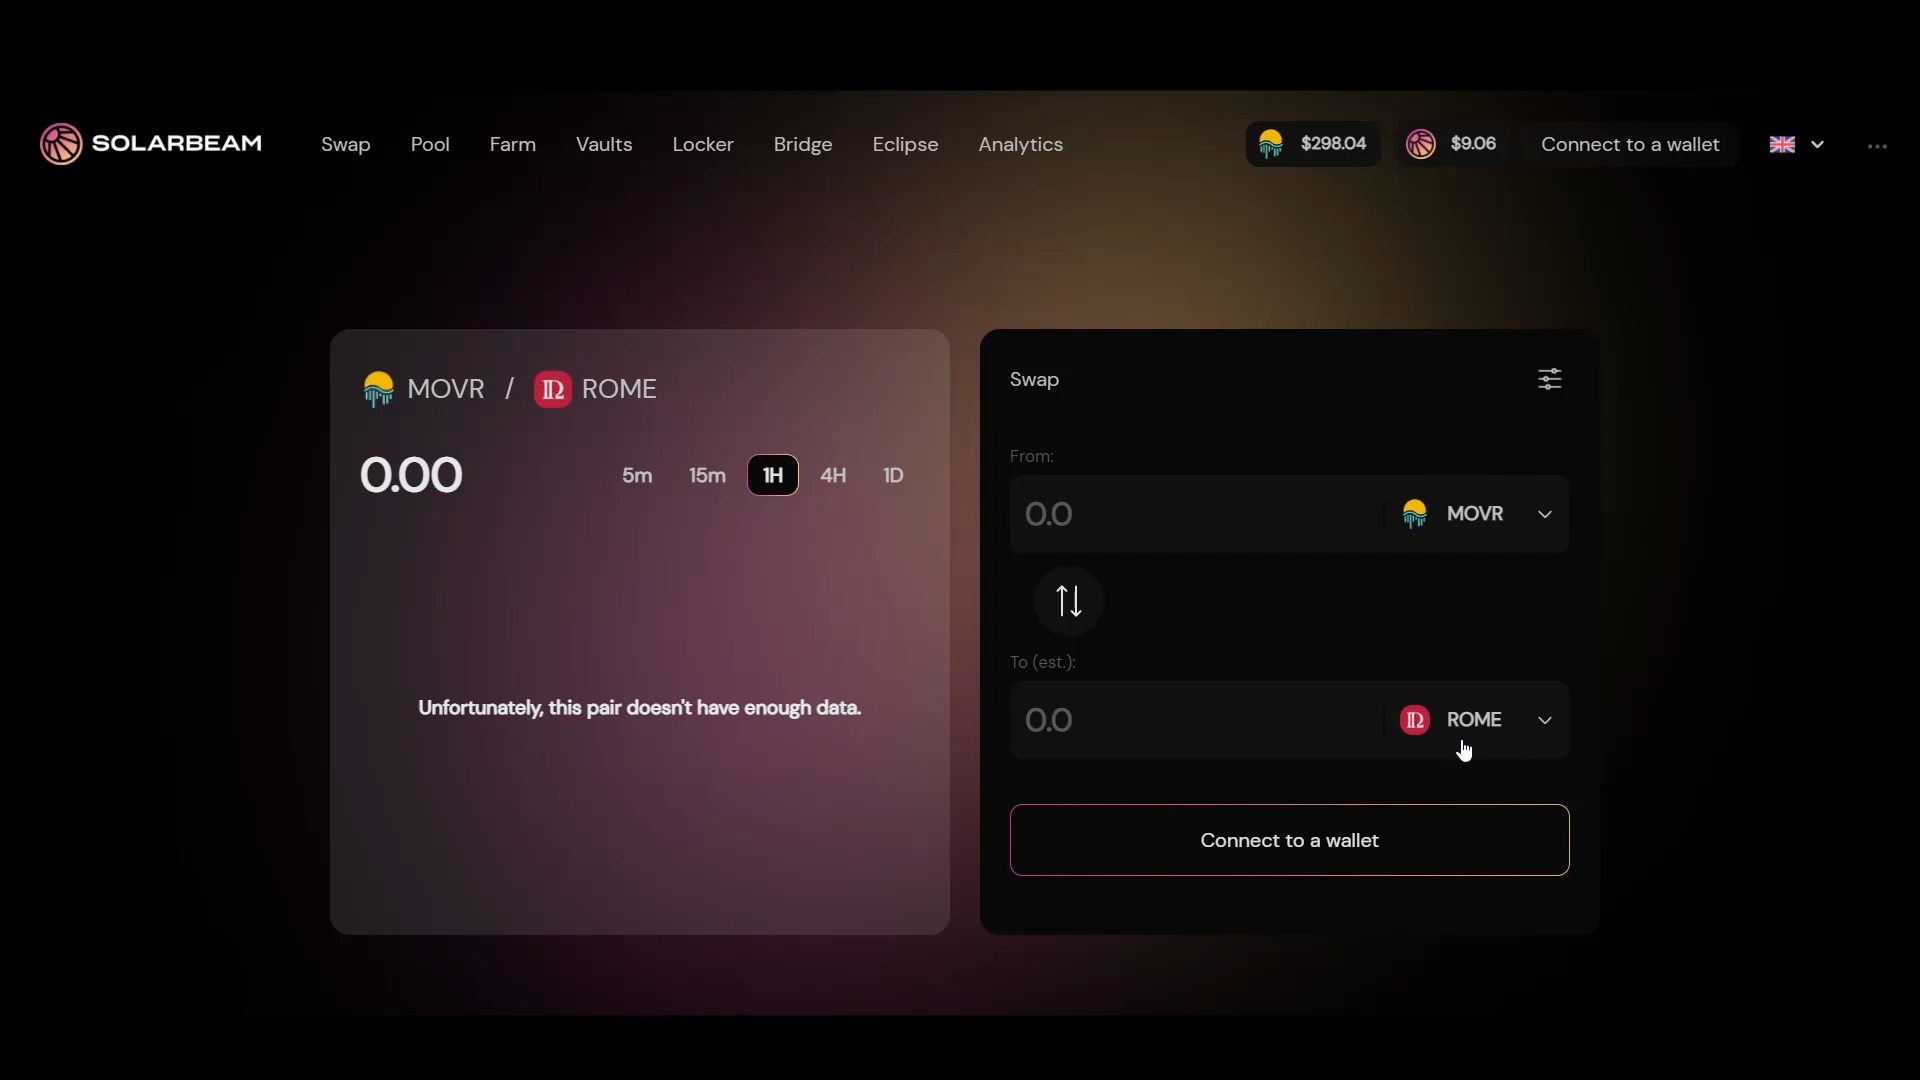 SOLARBEAM Swap Pool Farm Vaults Locker Bridge Eclipse Analytics $298.04 $9.06 Connect to a wallet
MOVR / ROME
0.00 5m 15m 1H 4H 1D
Unfortunately, this pair doesn't have enough data.
Swap
From:
0.0 MOVR
To (est.):
0.0 ROME
Connect to a wallet